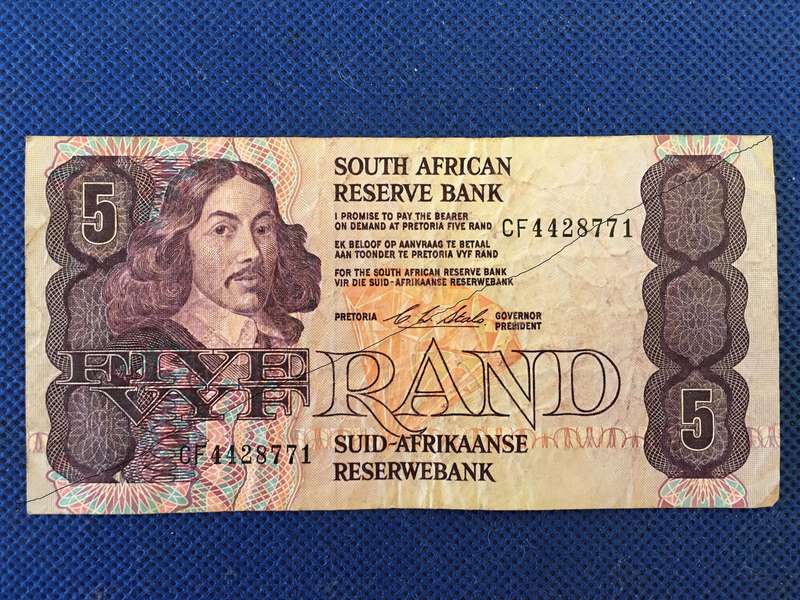 5
SOUTH AFRICAN
RESERVE BANK
I PROMISE TO PAY THE BEARER
ON DEMAND AT PRETORIA FIVE RAND
CF4428771
EK BELOOF OP AANVRAAG TE BETAAL
AAN TOONDER TE PRETORIA VYF RAND
FOR THE SOUTH AFRICAN RESERVE BANK
VIR DIE SUID-AFRIKAANSE RESERWEBANK
PRETORIA
GOVERNOR
PRESIDENT
FIVE
VYF
RAND
5
CF4428771
SUID-AFRIKAANSE
RESERWEBANK